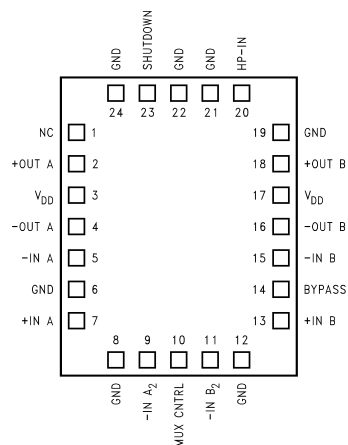 GND
SHUTDOWN
GND
GND
HP-IN
24 23 22 21 20
NC 1
+OUT A 2
VDD 3
-OUT A 4
-IN A 5
GND 6
+IN A 7
19 GND
18 +OUT B
17 VDD
16 -OUT B
15 -IN B
14 BYPASS
13 +IN B
8 9 10 11 12
GND
-IN A2
MUX CNTRL
-IN B2
GND